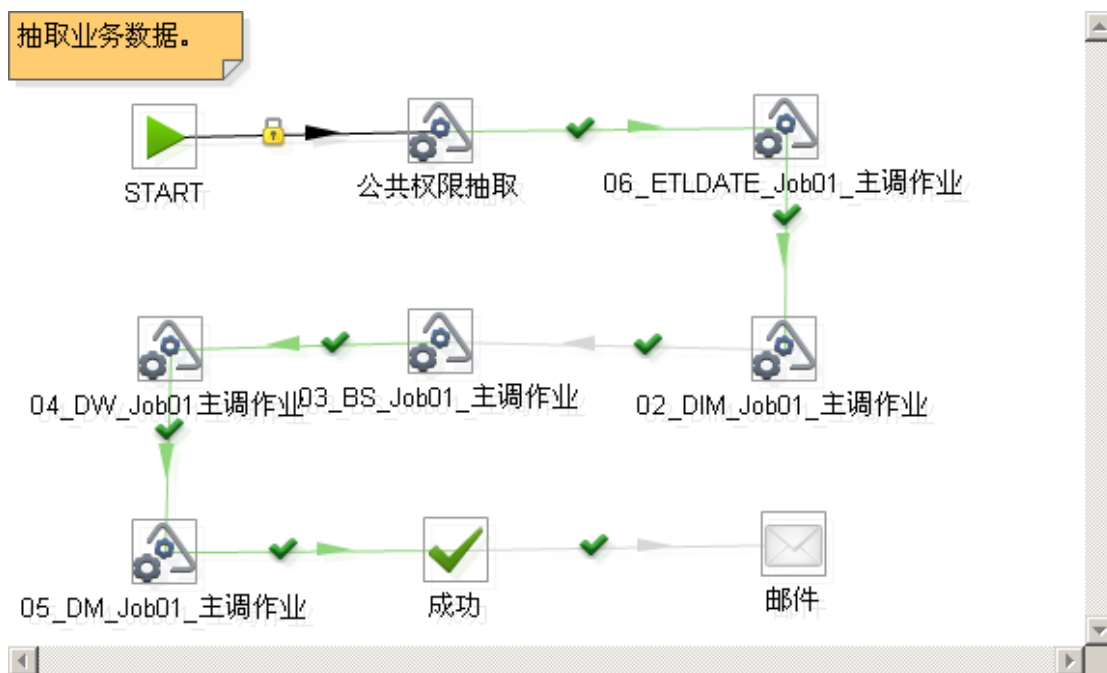 抽取业务数据。
START
公共权限抽取
06_ETLDATE_Job01_主调作业
04_DW_Job01主调作业
03_BS_Job01_主调作业
02_DIM_Job01_主调作业
05_DM_Job01_主调作业
成功
邮件